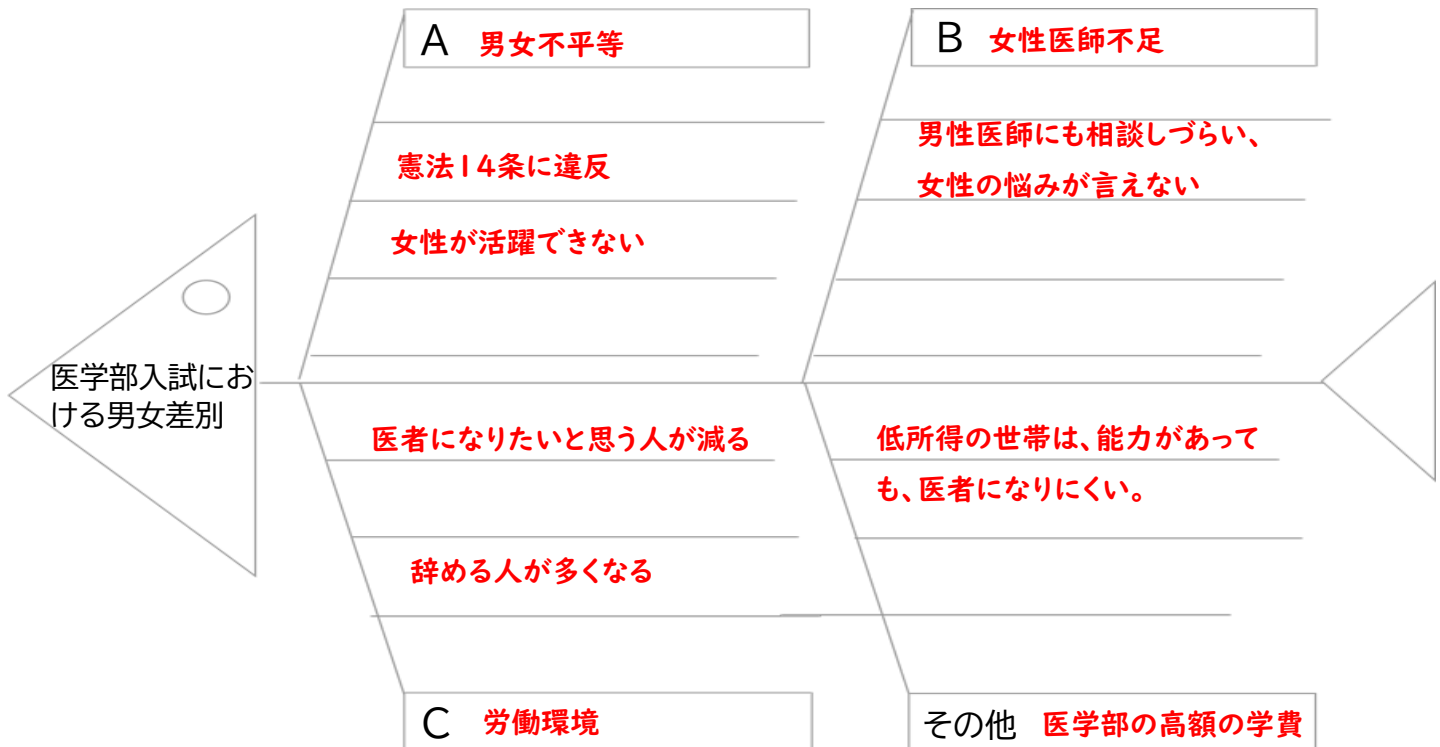 A 男女不平等
B 女性医師不足
憲法14条に違反
女性が活躍できない
男性医師にも相談しづらい、
女性の悩みが言えない
医学部入試にお
ける男女差別
医者になりたいと思う人が減る
辞める人が多くなる
低所得の世帯は、能力があって
も、医者になりにくい。
C 労働環境
その他 医学部の高額の学費